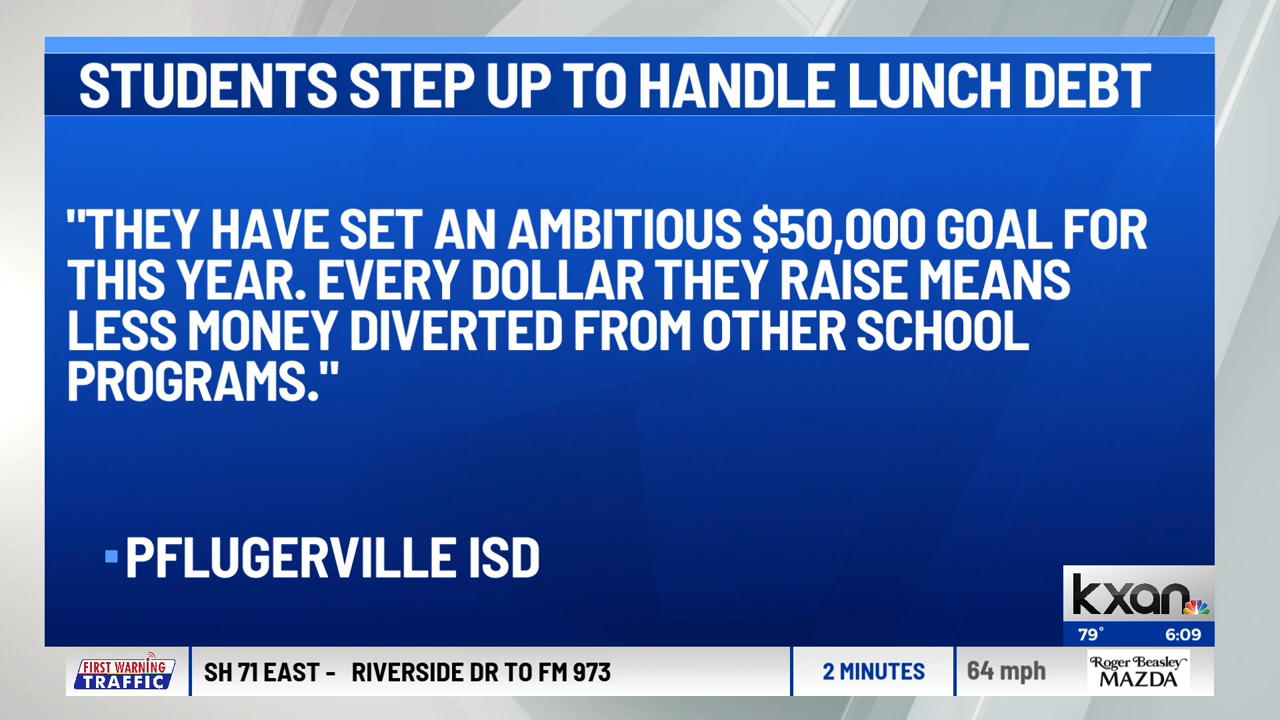 STUDENTS STEP UP TO HANDLE LUNCH DEBT
"THEY HAVE SET AN AMBITIOUS $50,000 GOAL FOR
THIS YEAR. EVERY DOLLAR THEY RAISE MEANS
LESS MONEY DIVERTED FROM OTHER SCHOOL
PROGRAMS."
▪ PFLUGERVILLE ISD
kxan
79° 6:09
FIRST WARNING
TRAFFIC
SH 71 EAST - RIVERSIDE DR TO FM 973
2 MINUTES
64 mph
Roger Beasley
MAZDA